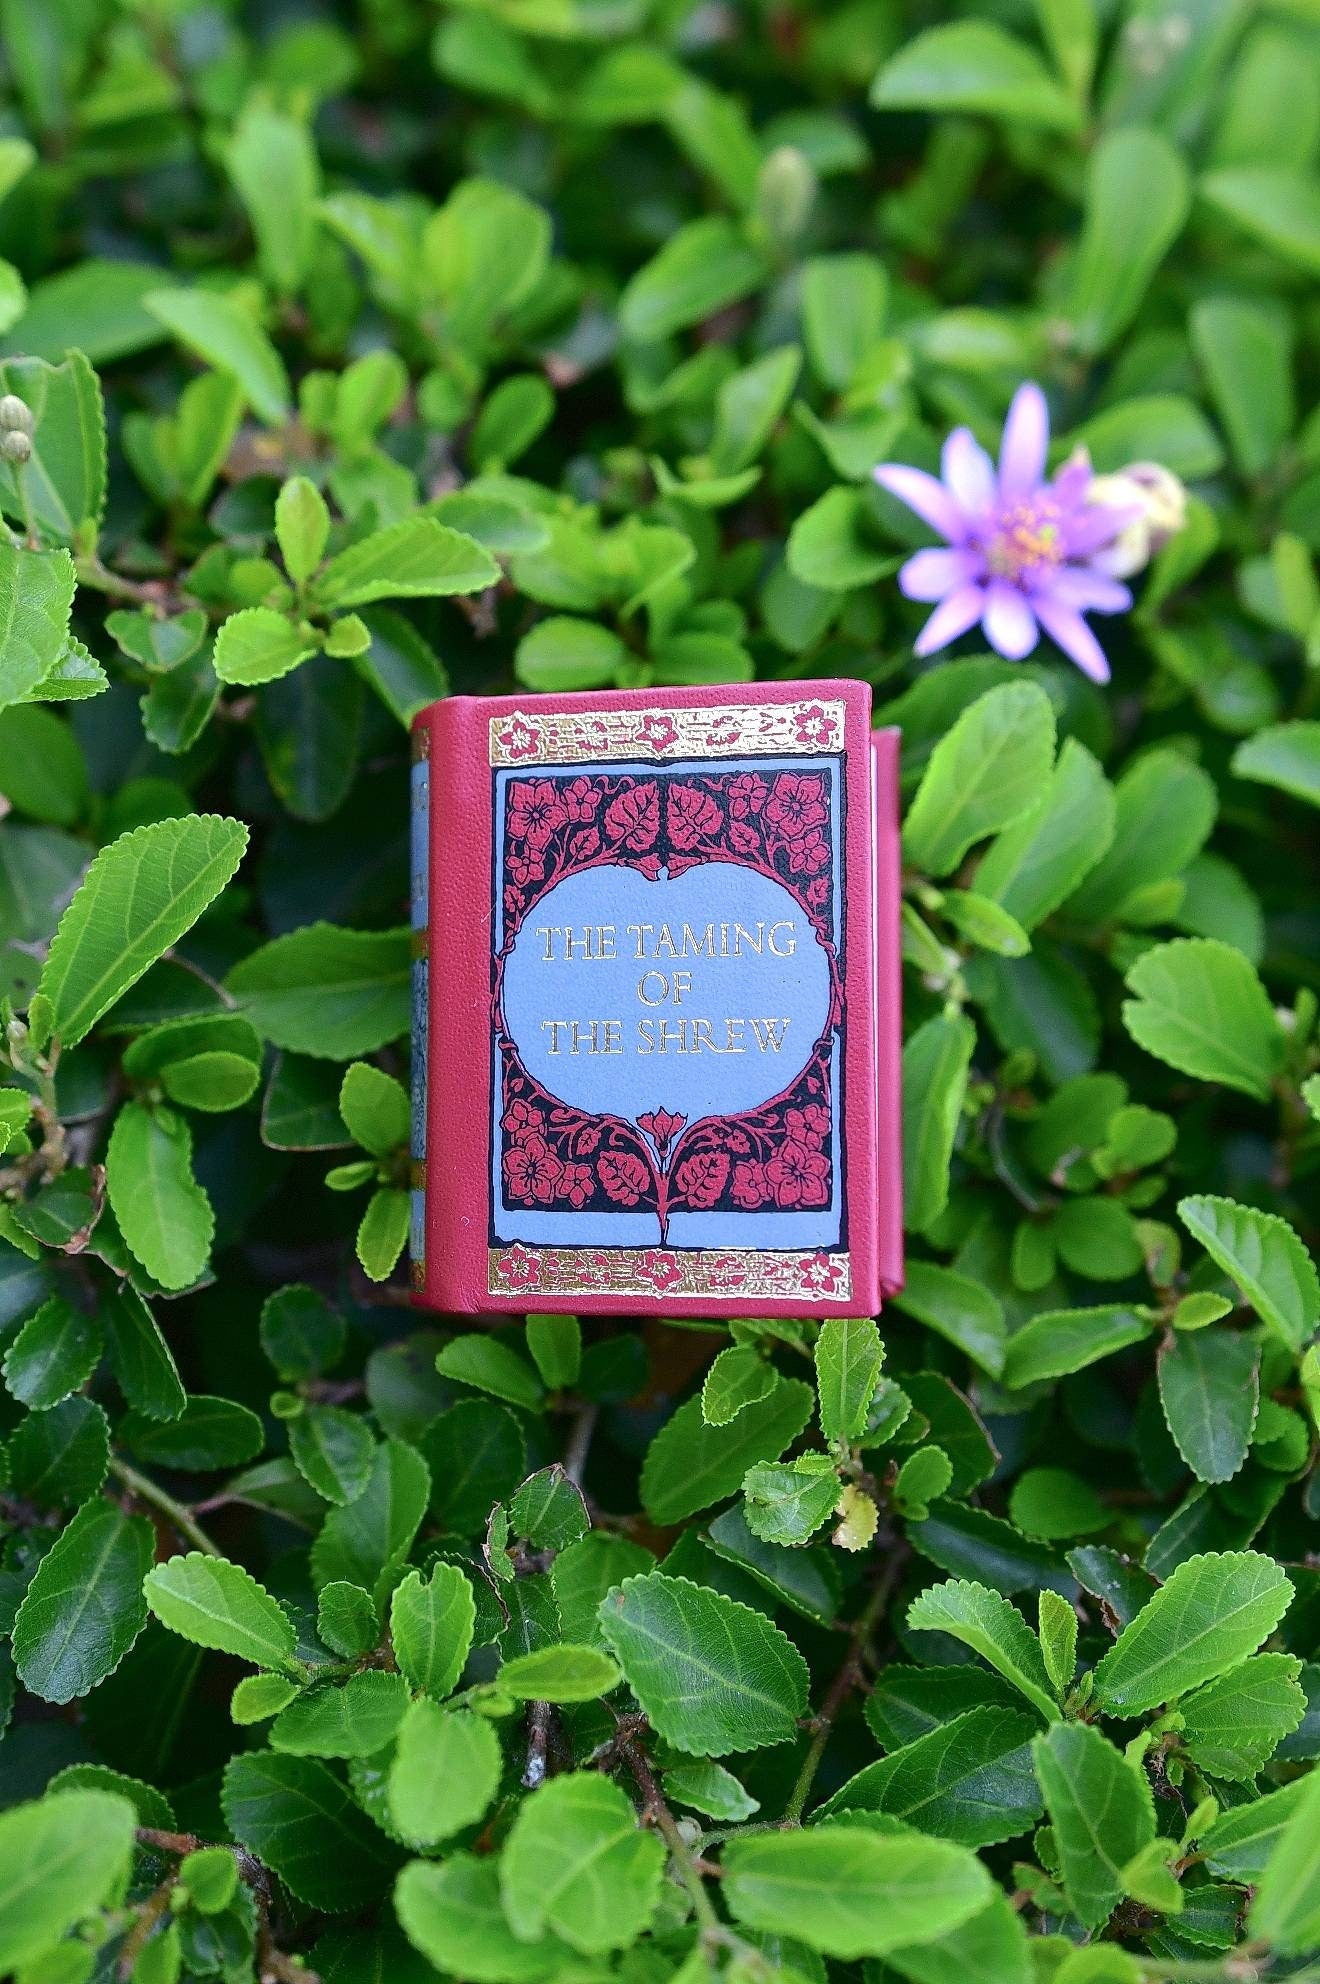 THE TAMING
OF
THE SHREW